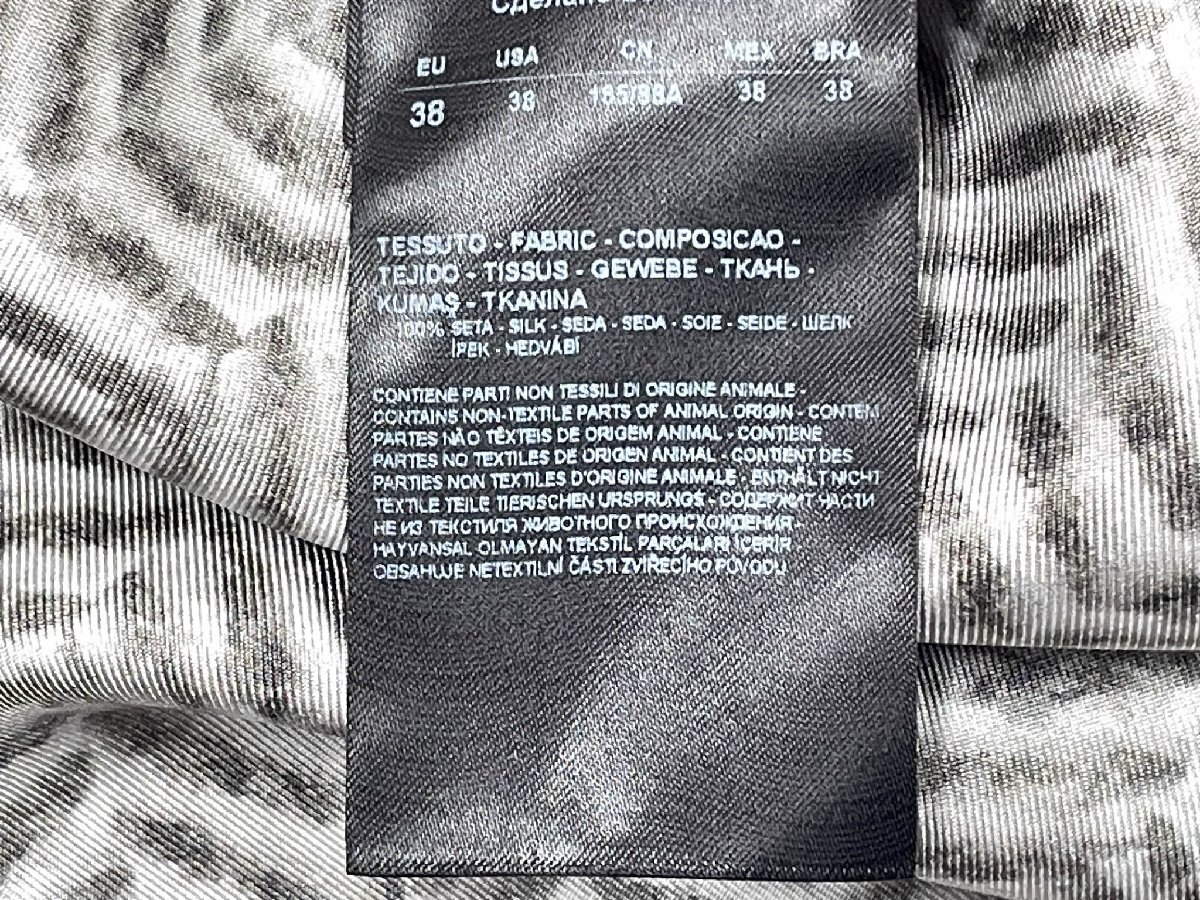 Сделано
EU USA CN MEX BRA
38 38 185/98A 38 38
TESSUTO - FABRIC - COMPOSICAO -
TEJIDO - TISSUS - GEWEBE - ТКАНЬ -
KUMAŞ - TKANINA
100% SETA - SILK - SEDA - SEDA - SOIE - SEIDE - ШЕЛК
İPEK - HEDVÁBÍ
CONTIENE PARTI NON TESSILI DI ORIGINE ANIMALE -
CONTAINS NON-TEXTILE PARTS OF ANIMAL ORIGIN - CONTEM
PARTES NÃO TÊXTEIS DE ORIGEM ANIMAL - CONTIENE
PARTES NO TEXTILES DE ORIGEN ANIMAL - CONTIENT DES
PARTIES NON TEXTILES D'ORIGINE ANIMALE - ENTHÄLT NICHT
TEXTILE TEILE TIERISCHEN URSPRUNGS - СОДЕРЖИТ ЧАСТИ
НЕ ИЗ ТЕКСТИЛЯ ЖИВОТНОГО ПРОИСХОЖДЕНИЯ -
HAYVANSAL OLMAYAN TEKSTİL PARÇALARI İÇERİR -
OBSAHUJE NETEXTILNÍ ČÁSTI ZVÍŘECÍHO PŮVODU